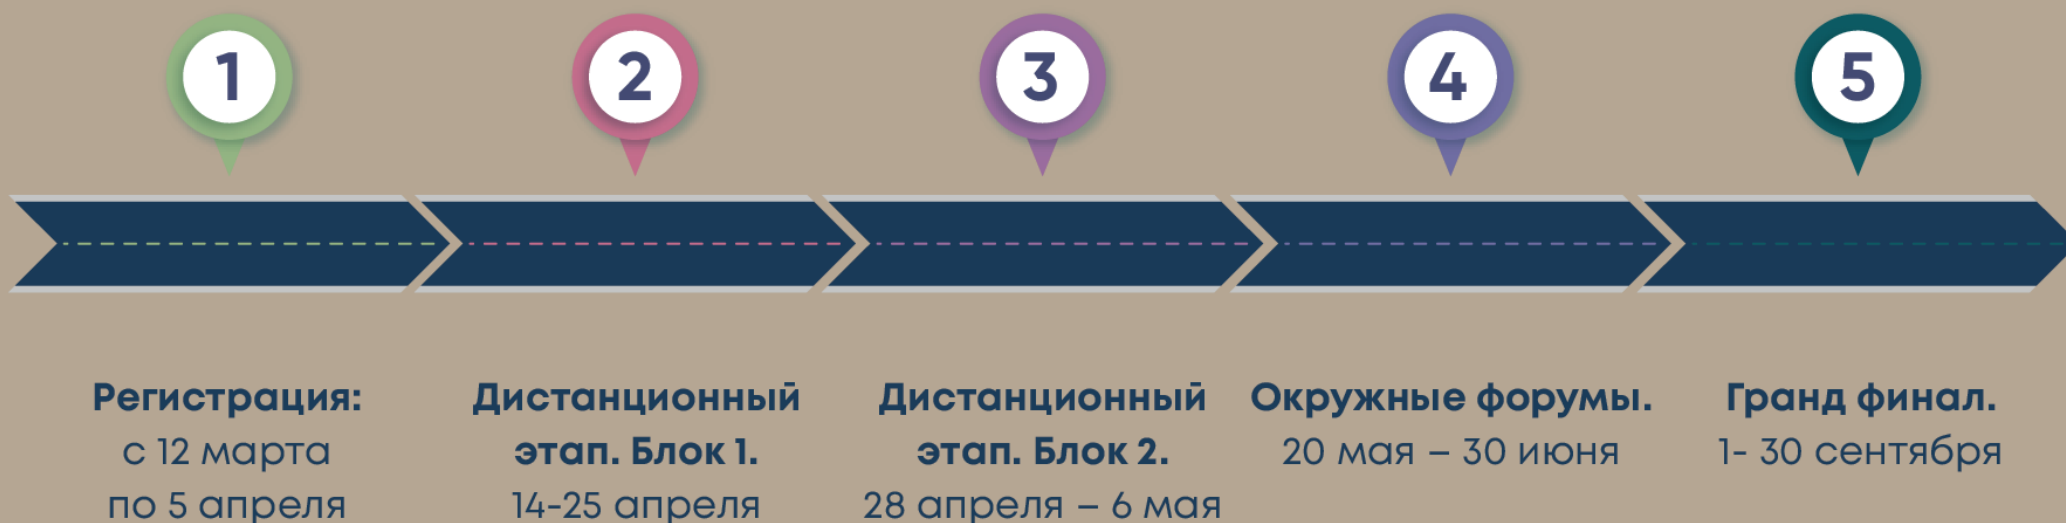 1
2
3
4
5
Регистрация:
с 12 марта
по 5 апреля
Дистанционный
этап. Блок 1.
14-25 апреля
Дистанционный
этап. Блок 2.
28 апреля – 6 мая
Окружные форумы.
20 мая – 30 июня
Гранд финал.
1- 30 сентября